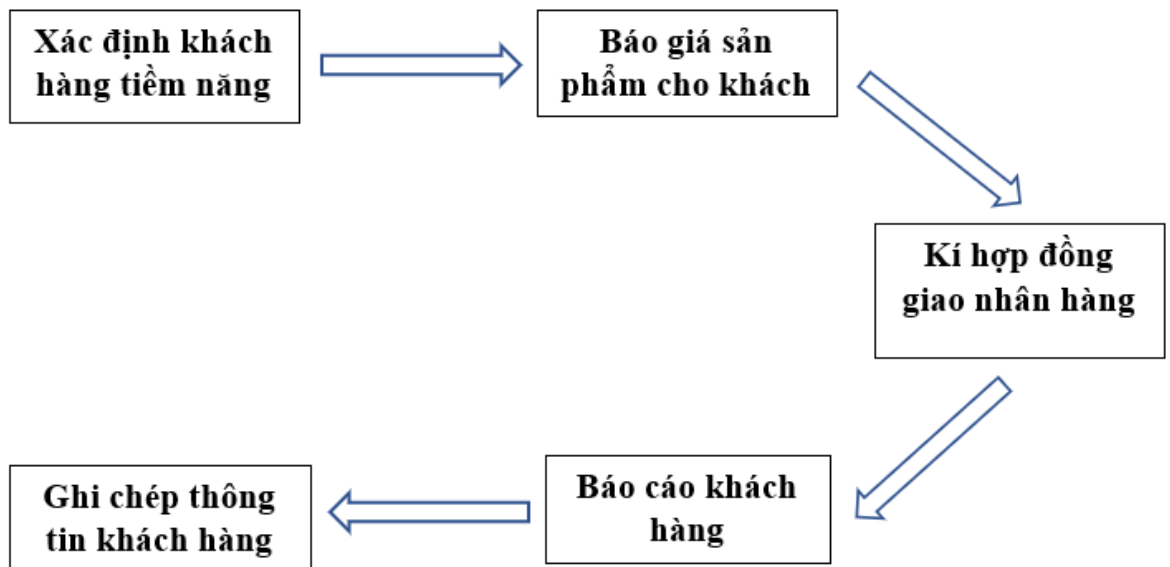 Xác định khách
hàng tiềm năng
Báo giá sản
phẩm cho khách
Kí hợp đồng
giao nhân hàng
Báo cáo khách
hàng
Ghi chép thông
tin khách hàng